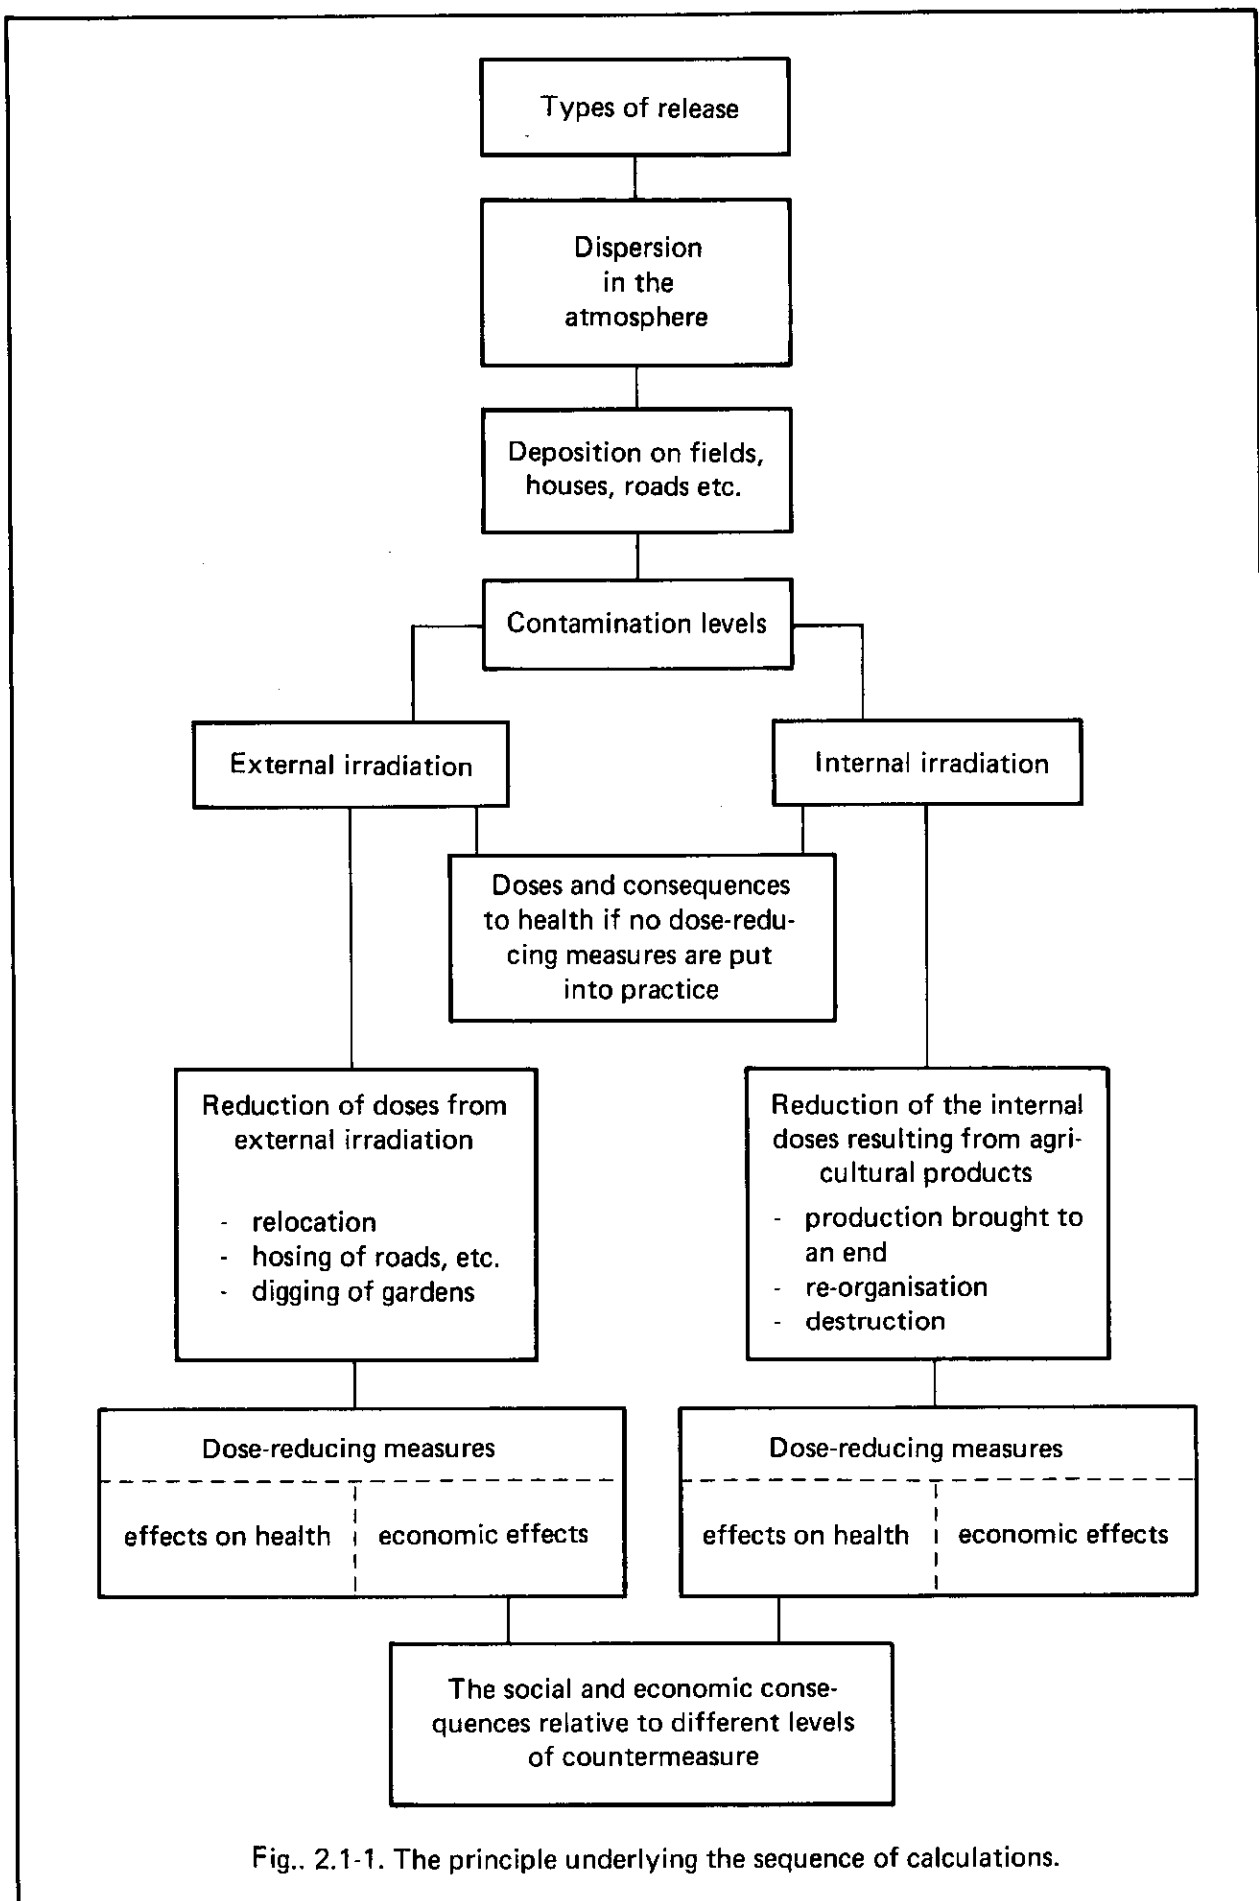 Types of release
Dispersion
in the
atmosphere
Deposition on fields,
houses, roads etc.
Contamination levels
External irradiation
Internal irradiation
Doses and consequences
to health if no dose-redu-
cing measures are put
into practice
Reduction of doses from
external irradiation
- relocation
- hosing of roads, etc.
- digging of gardens
Reduction of the internal
doses resulting from agri-
cultural products
- production brought to
an end
- re-organisation
- destruction
Dose-reducing measures
effects on health
economic effects
Dose-reducing measures
effects on health
economic effects
The social and economic conse-
quences relative to different levels
of countermeasure
Fig.. 2.1-1. The principle underlying the sequence of calculations.